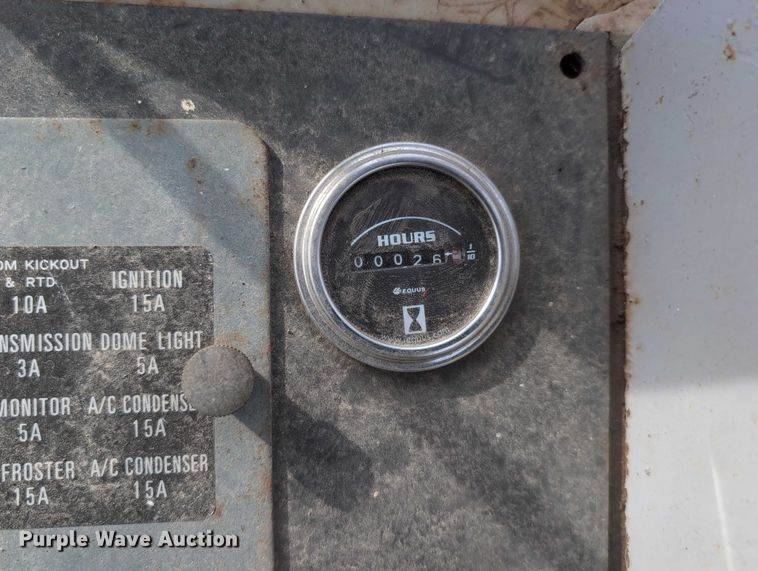 OM KICKOUT IGNITION
& RTD 15A
10A
NSMISSION DOME LIGHT
3A 5A
MONITOR A/C CONDENSE
5A 15A
FROSTER A/C CONDENSER
15A 15A
HOURS
00026
1/10
EQUUS
Purple Wave Auction